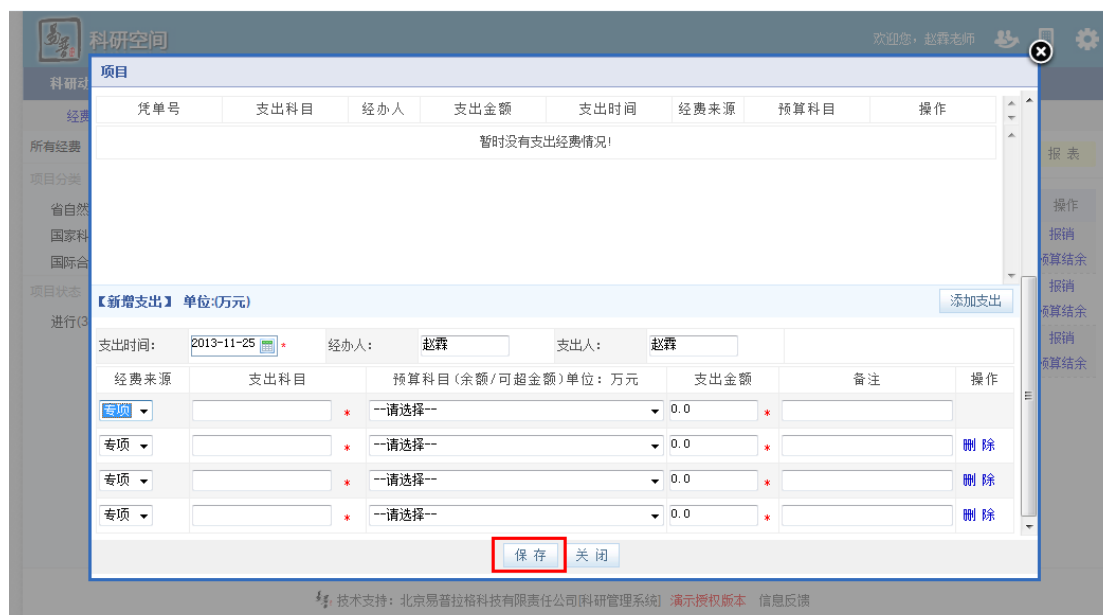 易普 科研空间 欢迎您，赵霖老师
科研动
项目
经费
凭单号 支出科目 经办人 支出金额 支出时间 经费来源 预算科目 操作
所有经费
暂时没有支出经费情况!
报 表
项目分类
省自然
操作
国家科
报销
国际合
预算结余
项目状态
报销
【新增支出】 单位:(万元) 添加支出
预算结余
进行(3
报销
支出时间: 2013-11-25 * 经办人: 赵霖 支出人: 赵霖
预算结余
经费来源 支出科目 预算科目(余额/可超金额)单位: 万元 支出金额 备注 操作
专项 * --请选择-- 0.0 *
专项 * --请选择-- 0.0 * 删 除
专项 * --请选择-- 0.0 * 删 除
专项 * --请选择-- 0.0 * 删 除
保 存 关 闭
技术支持: 北京易普拉格科技有限责任公司[科研管理系统] 演示授权版本 信息反馈